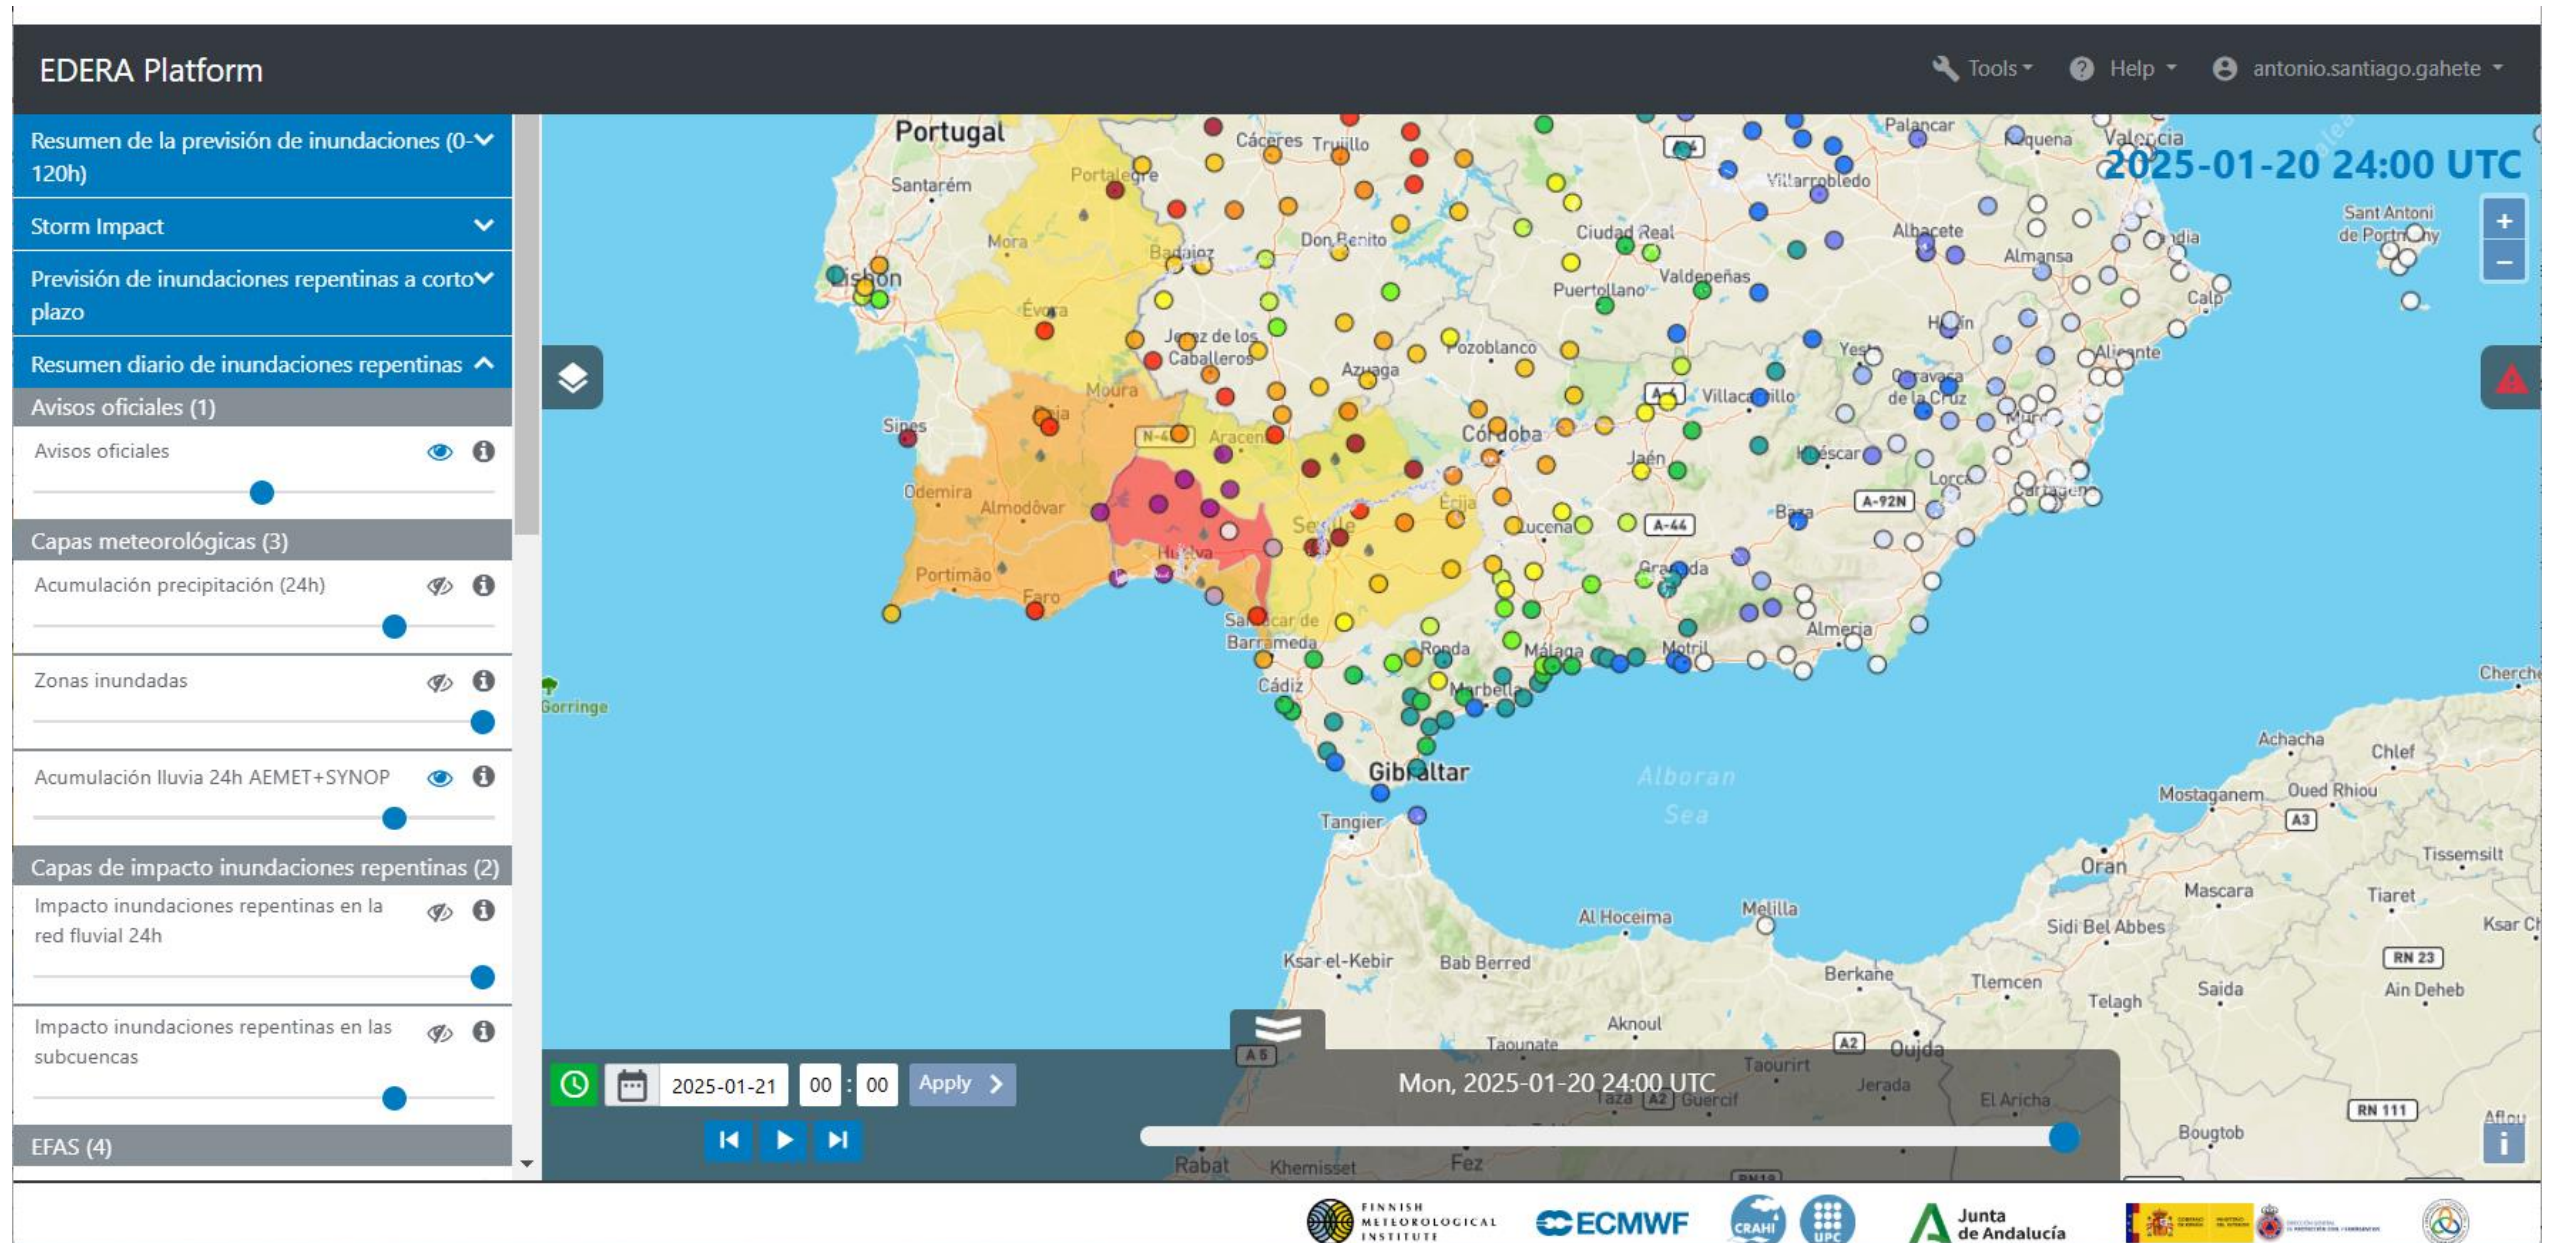 EDERA Platform
Tools
Help
antonio.santiago.gahete
Resumen de la previsión de inundaciones (0-
120h)
Storm Impact
Previsión de inundaciones repentinas a corto
plazo
Resumen diario de inundaciones repentinas
Avisos oficiales (1)
Avisos oficiales
Capas meteorológicas (3)
Acumulación precipitación (24h)
Zonas inundadas
Acumulación lluvia 24h AEMET+SYNOP
Capas de impacto inundaciones repentinas (2)
Impacto inundaciones repentinas en la
red fluvial 24h
Impacto inundaciones repentinas en las
subcuencas
EFAS (4)
2025-01-20 24:00 UTC
Portugal
Santarém
Portalegre
Cáceres
Trujillo
Palancar
Requena
Valencia
Villarrobledo
Sant Antoni
de Portmany
Mora
Badajoz
Don Benito
Ciudad Real
Albacete
Almansa
Lisbon
Évora
Puertollano
Valdepeñas
Calp
Jerez de los
Caballeros
Pozoblanco
Azuaga
Yeste
Alicante
Moura
Beja
Villacarrillo
Caravaca
de la Cruz
Sines
Aracena
Córdoba
Jaén
Huéscar
Lorca
Cartagena
Odemira
Almodôvar
Écija
Seville
Lucena
A-44
Baza
A-92N
Huelva
Portimão
Faro
Granada
Sanlúcar de
Barrameda
Almería
Ronda
Málaga
Motril
Cádiz
Marbella
Gorringe
Gibraltar
Alboran
Sea
Tangier
Cherche
Achacha
Chlef
Mostaganem
Oued Rhiou
A3
Oran
Tissemsilt
Mascara
Tiaret
Al Hoceima
Melilla
Sidi Bel Abbes
Ksar Ch
Ksar-el-Kebir
Bab Berred
Berkane
Tlemcen
Telagh
Saida
RN 23
Ain Deheb
Aknoul
Taounate
A2
Oujda
A 5
Taourirt
Jerada
El Aricha
Taza
A2
Guercif
RN 111
Aflou
Bougtob
Rabat
Khemisset
Fez
RN19
2025-01-21
00 : 00
Apply
Mon, 2025-01-20 24:00 UTC
FINNISH
METEOROLOGICAL
INSTITUTE
ECMWF
CRAHI
UPC
Junta
de Andalucía